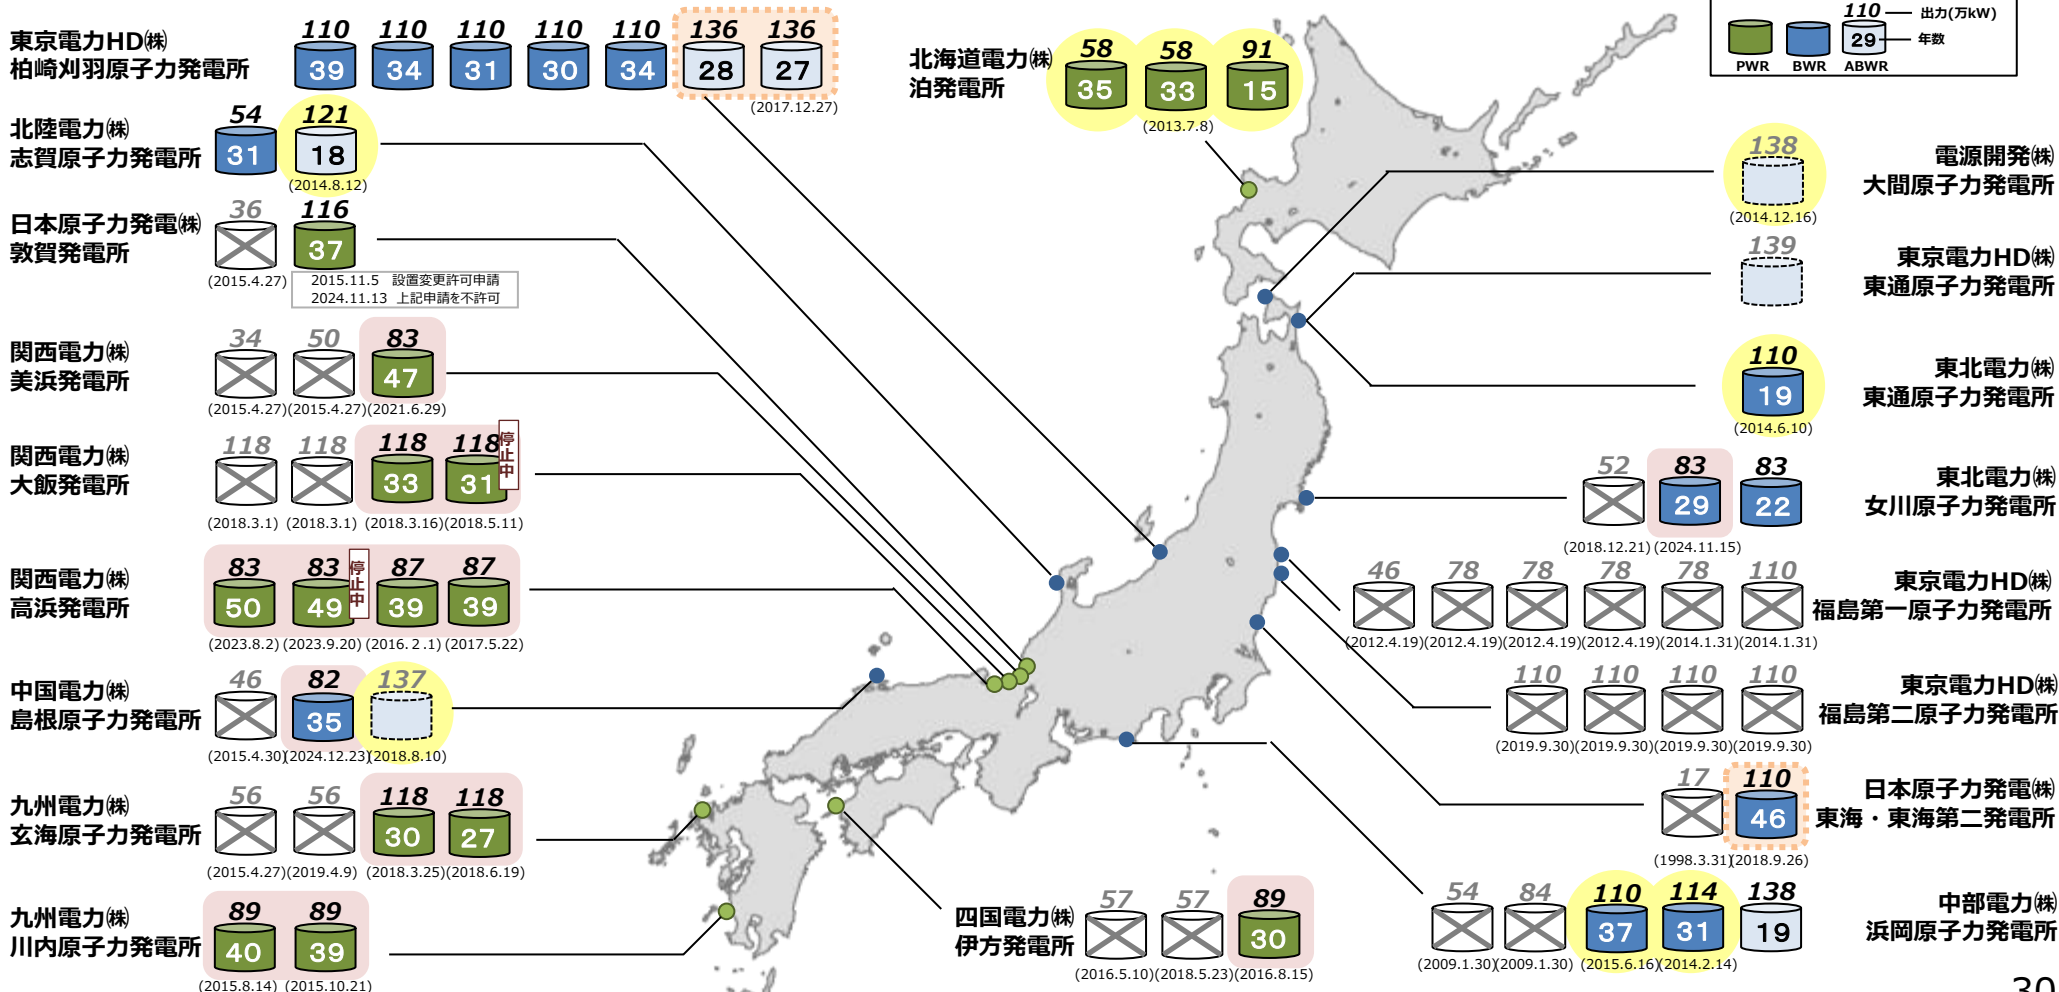 東京電力HD㈱
柏崎刈羽原子力発電所
110 110 110 110 110 136 136
39 34 31 30 34 28 27
(2017.12.27)
北陸電力㈱
志賀原子力発電所
54 121
31 18
(2014.8.12)
日本原子力発電㈱
敦賀発電所
36 116
37
(2015.4.27)
2015.11.5 設置変更許可申請
2024.11.13 上記申請を不許可
関西電力㈱
美浜発電所
34 50 83
47
(2015.4.27)(2015.4.27)(2021.6.29)
関西電力㈱
大飯発電所
118 118 118 118
停止中
33 31
(2018.3.1) (2018.3.1) (2018.3.16)(2018.5.11)
関西電力㈱
高浜発電所
83 83 87 87
停止中
50 49 39 39
(2023.8.2) (2023.9.20) (2016.2.1) (2017.5.22)
中国電力㈱
島根原子力発電所
46 82 137
35
(2015.4.30)(2024.12.23)(2018.8.10)
九州電力㈱
玄海原子力発電所
56 56 118 118
30 27
(2015.4.27)(2019.4.9) (2018.3.25)(2018.6.19)
九州電力㈱
川内原子力発電所
89 89
40 39
(2015.8.14) (2015.10.21)
北海道電力㈱
泊発電所
58 58 91
35 33 15
(2013.7.8)
110 出力(万kW)
29 年数
PWR BWR ABWR
138
電源開発㈱
大間原子力発電所
(2014.12.16)
139
東京電力HD㈱
東通原子力発電所
110
19
東北電力㈱
東通原子力発電所
(2014.6.10)
52 83 83
29 22
東北電力㈱
女川原子力発電所
(2018.12.21) (2024.11.15)
46 78 78 78 78 110
東京電力HD㈱
福島第一原子力発電所
(2012.4.19)(2012.4.19)(2012.4.19)(2012.4.19)(2014.1.31)(2014.1.31)
110 110 110 110
東京電力HD㈱
福島第二原子力発電所
(2019.9.30)(2019.9.30)(2019.9.30)(2019.9.30)
17 110
46
日本原子力発電㈱
東海・東海第二発電所
(1998.3.31)(2018.9.26)
54 84 110 114 138
37 31 19
中部電力㈱
浜岡原子力発電所
(2009.1.30)(2009.1.30) (2015.6.16)(2014.2.14)
四国電力㈱
伊方発電所
57 57 89
30
(2016.5.10)(2018.5.23)(2016.8.15)
30